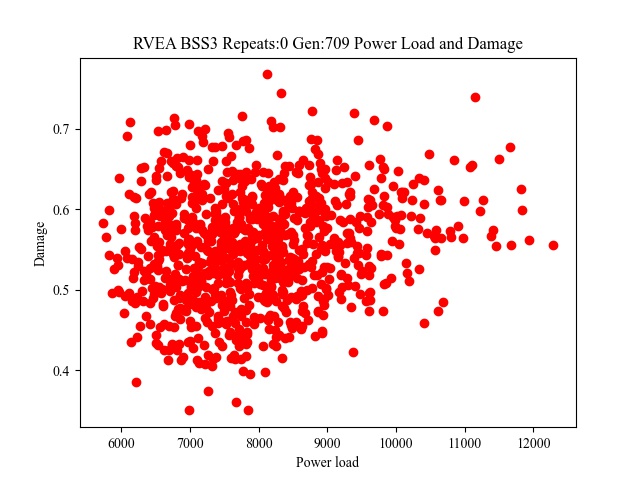 RVEA BSS3 Repeats:0 Gen:709 Power Load and Damage
0.7
0.6
0.5
0.4
Damage
6000 7000 8000 9000 10000 11000 12000
Power load